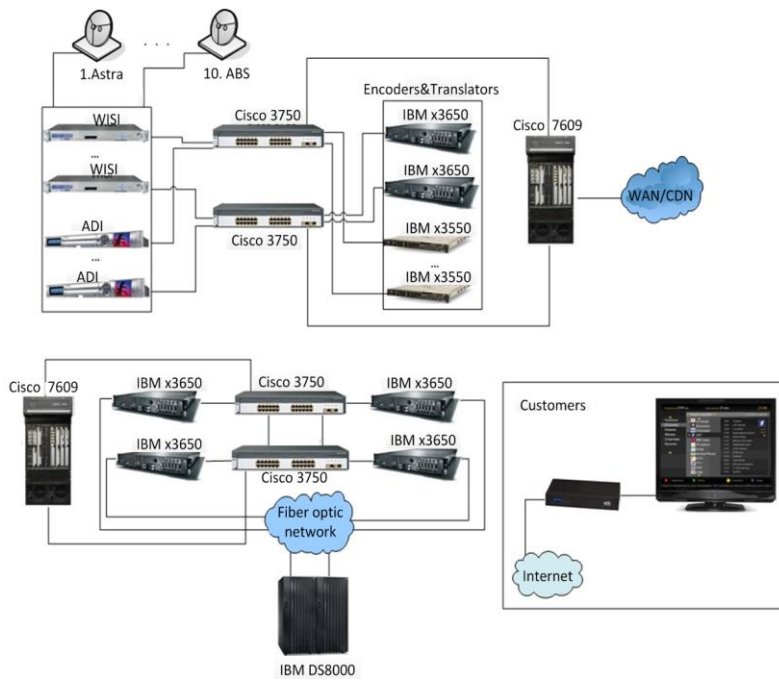 1.Astra
. . .
10. ABS
WISI
...
WISI
ADI
...
ADI
Cisco 3750
Cisco 3750
Encoders&Translators
IBM x3650
IBM x3650
IBM x3550
...
IBM x3550
Cisco 7609
WAN/CDN
Cisco 7609
IBM x3650
Cisco 3750
IBM x3650
IBM x3650
IBM x3650
Cisco 3750
Fiber optic
network
IBM DS8000
Customers
Internet